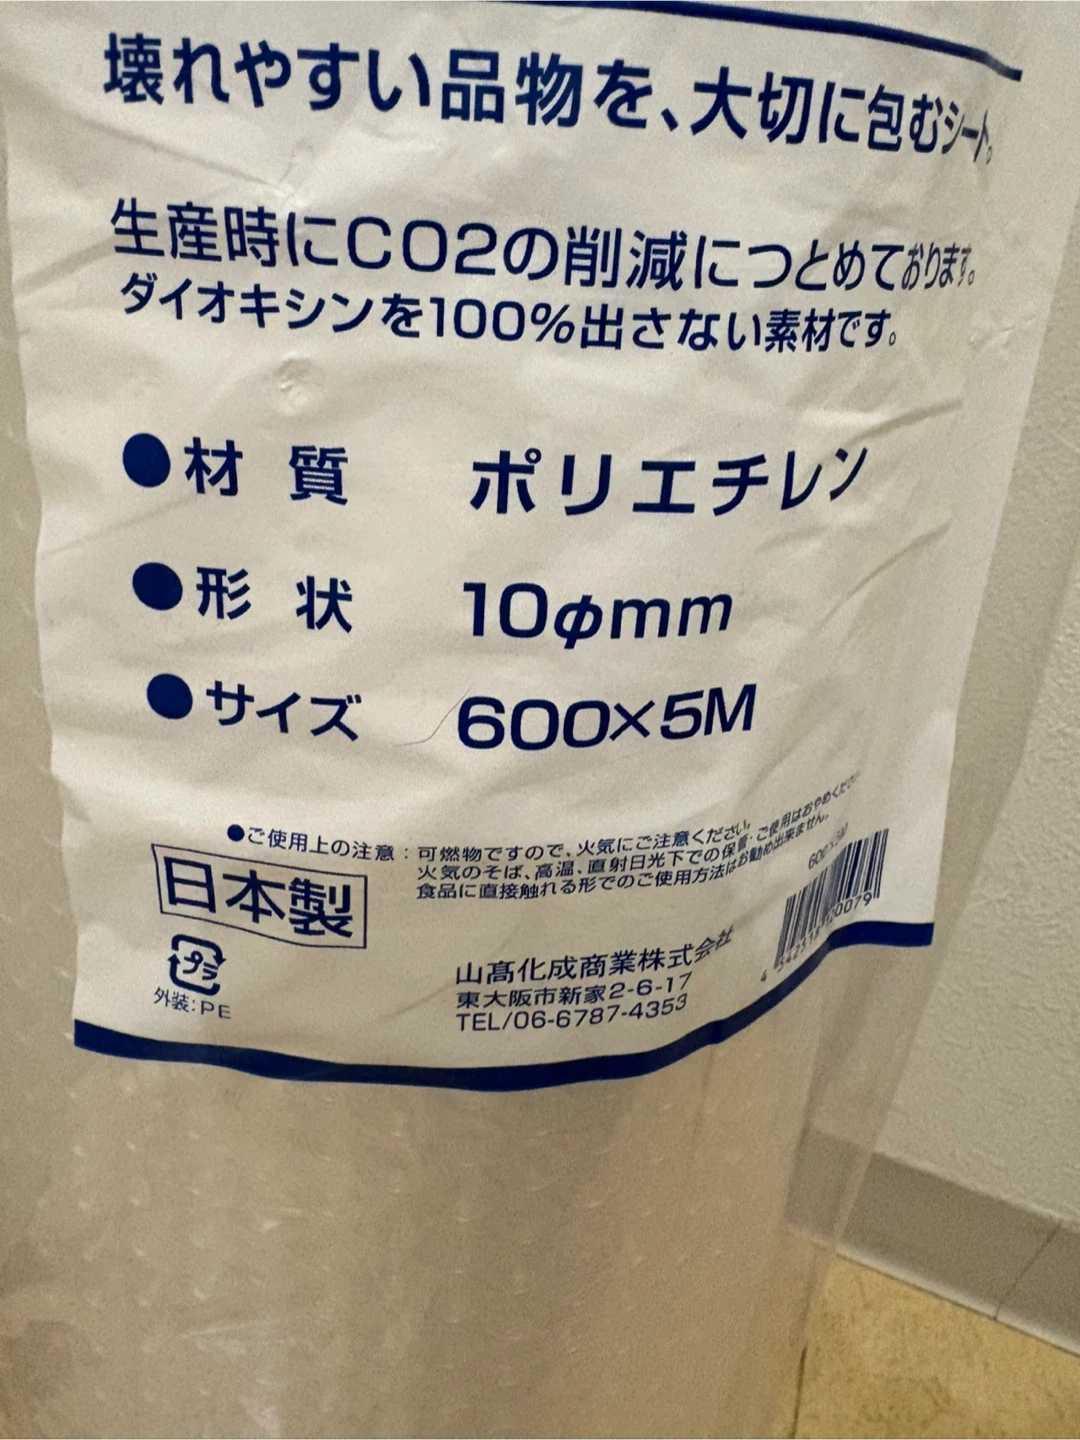 壊れやすい品物を、大切に包むシート。
生産時にCO2の削減につとめております。
ダイオキシンを100%出さない素材です。
●材 質 ポリエチレン
●形 状 10φmm
●サイズ 600×5M
●ご使用上の注意：可燃物ですので、火気にご注意ください。
火気のそば、高温、直射日光下での保管・ご使用はおやめください。
食品に直接触れる形でのご使用方法はお勧め出来ません。
日本製
プラ
外装:PE
山髙化成商業株式会社
東大阪市新家2-6-17
TEL/06-6787-4353
600×5M